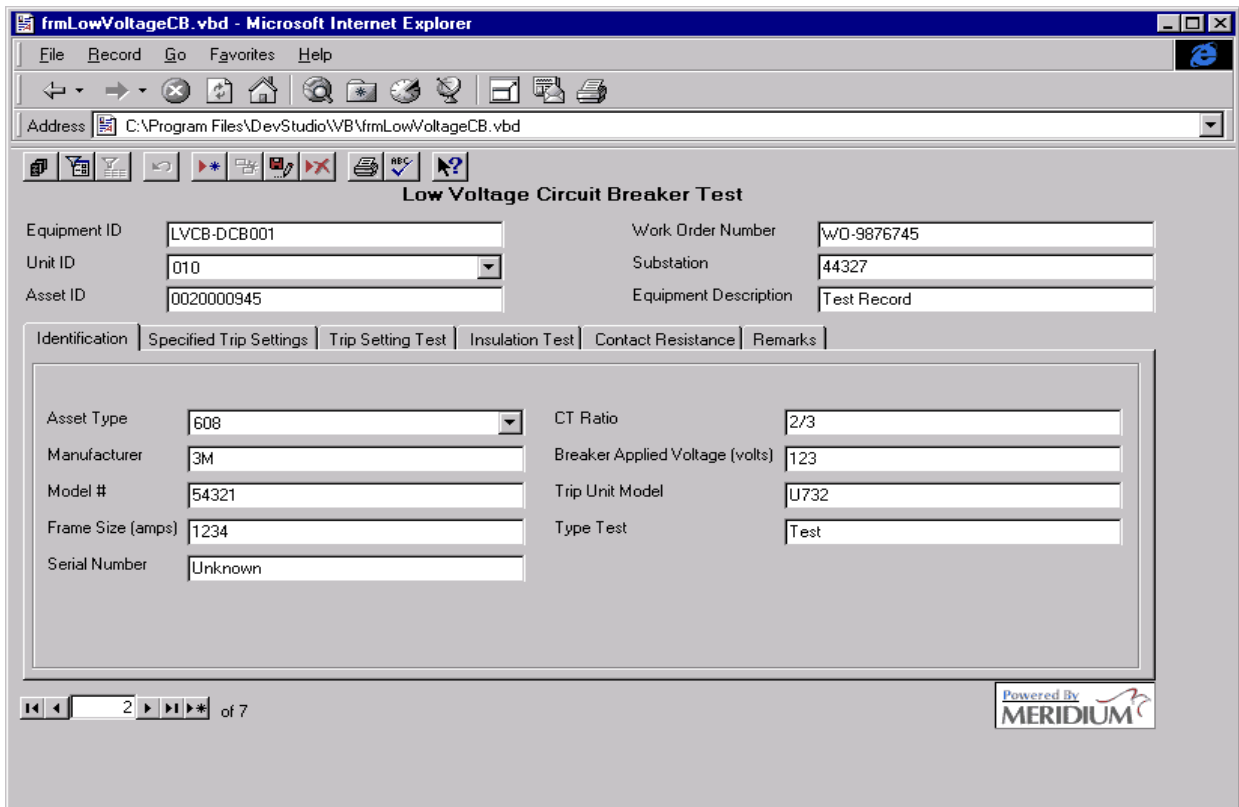 frmLowVoltageCB.vbd - Microsoft Internet Explorer
File Record Go Favorites Help
Address C:\Program Files\DevStudio\VB\frmLowVoltageCB.vbd
ABC
Low Voltage Circuit Breaker Test
Equipment ID LVCB-DCB001 Work Order Number WO-9876745
Unit ID 010 Substation 44327
Asset ID 0020000945 Equipment Description Test Record
Identification Specified Trip Settings Trip Setting Test Insulation Test Contact Resistance Remarks
Asset Type 608 CT Ratio 2/3
Manufacturer 3M Breaker Applied Voltage (volts) 123
Model # 54321 Trip Unit Model U732
Frame Size (amps) 1234 Type Test Test
Serial Number Unknown
2 of 7
Powered By
MERIDIUM